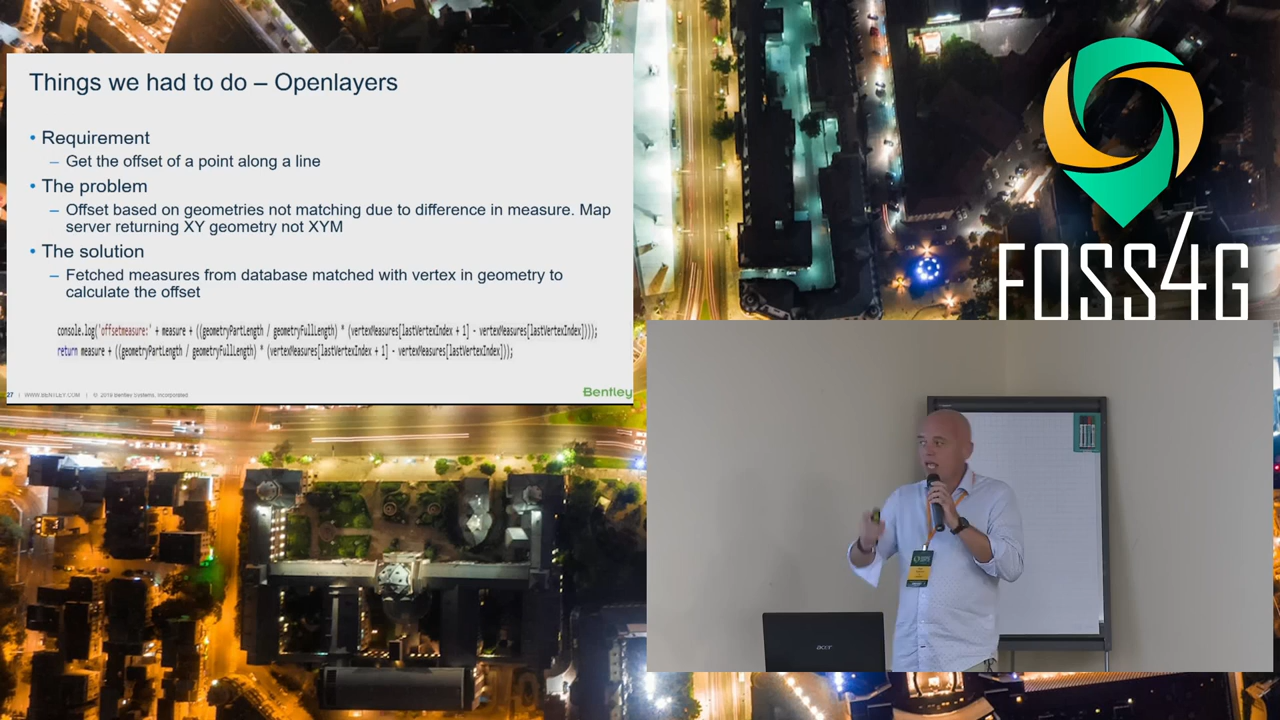 Things we had to do – Openlayers
• Requirement
– Get the offset of a point along a line
• The problem
– Offset based on geometries not matching due to difference in measure. Map
server returning XY geometry not XYM
• The solution
– Fetched measures from database matched with vertex in geometry to
calculate the offset
console.log('offsetmeasure:' + measure + ((geometryPartLength / geometryFullLength) * (vertexMeasures[lastVertexIndex + 1] - vertexMeasures[lastVertexIndex])));
return measure + ((geometryPartLength / geometryFullLength) * (vertexMeasures[lastVertexIndex + 1] - vertexMeasures[lastVertexIndex]));
27 | WWW.BENTLEY.COM | © 2019 Bentley Systems, Incorporated
Bentley
FOSS4G
acer